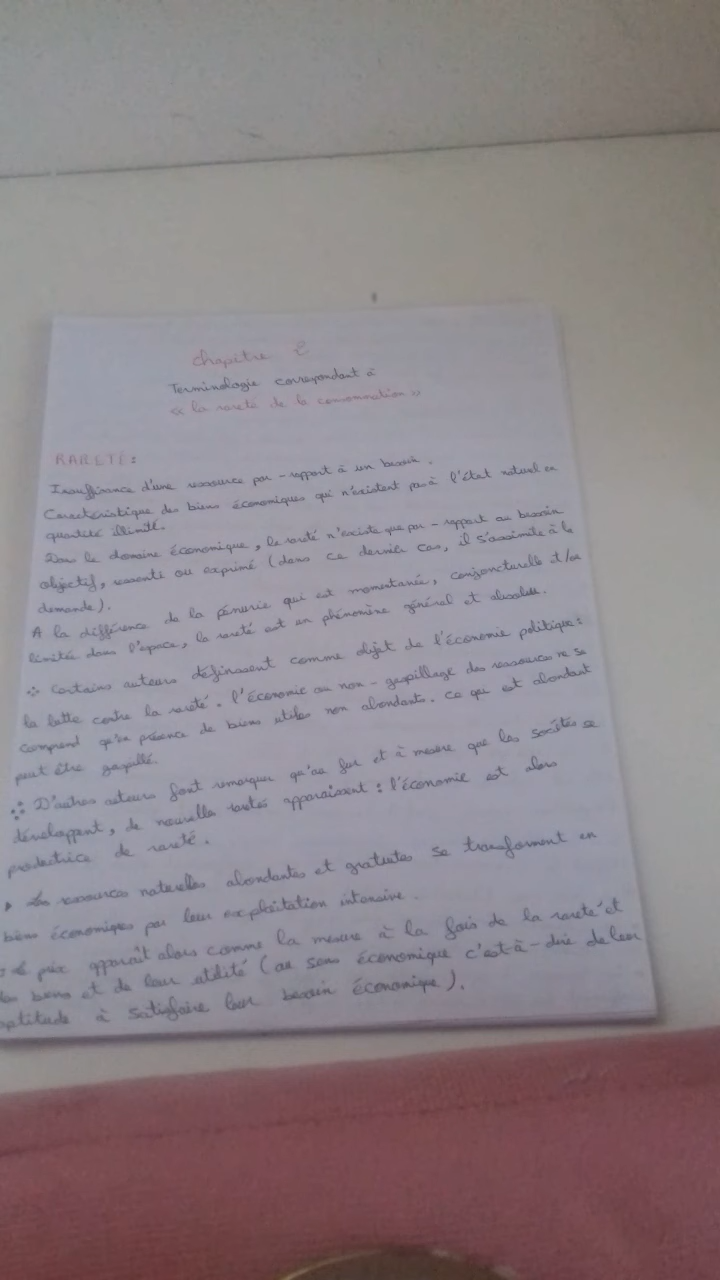 chapitre 2
Terminologie correspondant à
« la rareté de la consommation »
RARETÉ :
Insuffisance d'une ressource par-rapport à un besoin.
Caractéristique des biens économiques qui n'existent pas à l'état naturel en
quantité illimité.
Dans le domaine économique, la rareté n'existe que par-rapport au besoin
objectif, ressenti ou exprimé (dans ce dernier cas, il s'assimile à la
demande).
A la différence de la pénurie qui est momentané, conjoncturelle et/ou
limité dans l'espace, la rareté est un phénomène général et absolue.
∴ Certains auteurs définissent comme objet de l'économie politique :
la lutte contre la rareté. l'économie au non-gaspillage des ressources ne se
comprend qu'en présence de biens utiles non abondants. Ce qui est abondant
peut être gaspillé.
∴ D'autres auteurs font remarquer qu'au fur et à mesure que les sociétés se
développent, de nouvelles raretés apparaissent : l'économie est alors
productrice de rareté.
Les ressources naturelles abondantes et gratuites se transforment en
biens économiques par leur exploitation intensive.
prix apparaît alors comme la mesure à la fois de la rareté et
des biens et de leur utilité (au sens économique c'est-à-dire de leur
aptitude à satisfaire leur besoin économique).